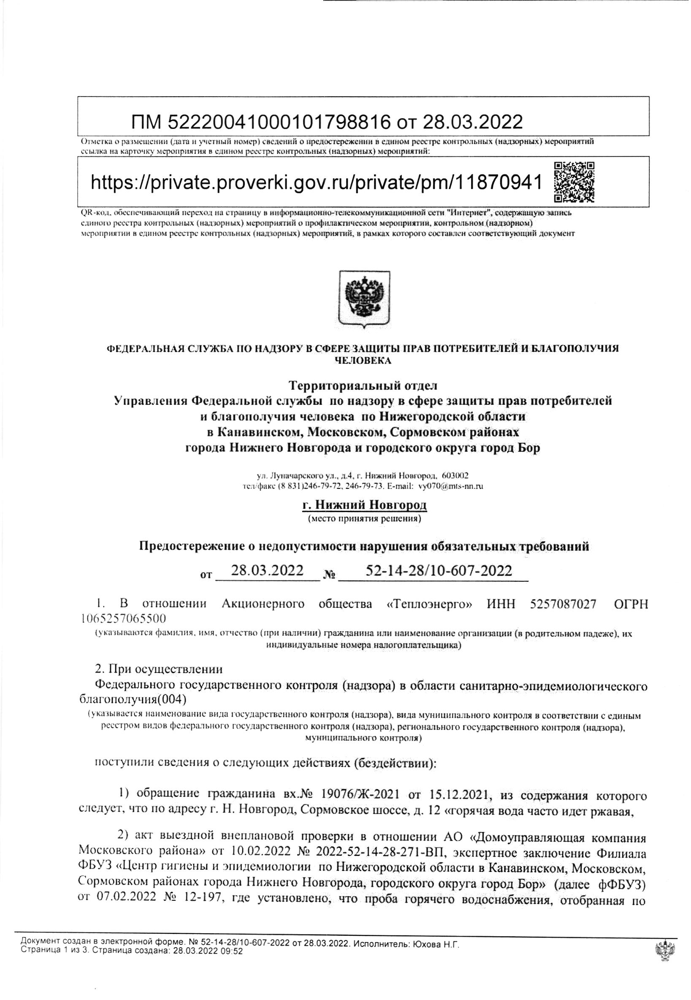 ПМ 52220041000101798816 от 28.03.2022
Отметка о размещении (дата и учетный номер) сведений о предостережении в едином реестре контрольных (надзорных) мероприятий
ссылка на карточку мероприятия в едином реестре контрольных (надзорных) мероприятий:
https://private.proverki.gov.ru/private/pm/11870941
QR-код, обеспечивающий переход на страницу в информационно-телекоммуникационной сети "Интернет", содержащую запись
единого реестра контрольных (надзорных) мероприятий о профилактическом мероприятии, контрольном (надзорном)
мероприятии в едином реестре контрольных (надзорных) мероприятий, в рамках которого составлен соответствующий документ
ФЕДЕРАЛЬНАЯ СЛУЖБА ПО НАДЗОРУ В СФЕРЕ ЗАЩИТЫ ПРАВ ПОТРЕБИТЕЛЕЙ И БЛАГОПОЛУЧИЯ
ЧЕЛОВЕКА
Территориальный отдел
Управления Федеральной службы по надзору в сфере защиты прав потребителей
и благополучия человека по Нижегородской области
в Канавинском, Московском, Сормовском районах
города Нижнего Новгорода и городского округа город Бор
ул. Луначарского ул., д.4, г. Нижний Новгород, 603002
тел/факс (8 831)246-79-72, 246-79-73. E-mail: vy070@mts-nn.ru
г. Нижний Новгород
(место принятия решения)
Предостережение о недопустимости нарушения обязательных требований
от 28.03.2022 № 52-14-28/10-607-2022
1. В отношении Акционерного общества «Теплоэнерго» ИНН 5257087027 ОГРН
1065257065500
(указываются фамилия, имя, отчество (при наличии) гражданина или наименование организации (в родительном падеже), их
индивидуальные номера налогоплательщика)
2. При осуществлении
Федерального государственного контроля (надзора) в области санитарно-эпидемиологического
благополучия(004)
(указывается наименование вида государственного контроля (надзора), вида муниципального контроля в соответствии с единым
реестром видов федерального государственного контроля (надзора), регионального государственного контроля (надзора),
муниципального контроля)
поступили сведения о следующих действиях (бездействии):
1) обращение гражданина вх.№ 19076/Ж-2021 от 15.12.2021, из содержания которого
следует, что по адресу г. Н. Новгород, Сормовское шоссе, д. 12 «горячая вода часто идет ржавая,
2) акт выездной внеплановой проверки в отношении АО «Домоуправляющая компания
Московского района» от 10.02.2022 № 2022-52-14-28-271-ВП, экспертное заключение Филиала
ФБУЗ «Центр гигиены и эпидемиологии по Нижегородской области в Канавинском, Московском,
Сормовском районах города Нижнего Новгорода, городского округа город Бор» (далее фФБУЗ)
от 07.02.2022 № 12-197, где установлено, что проба горячего водоснабжения, отобранная по
Документ создан в электронной форме. № 52-14-28/10-607-2022 от 28.03.2022. Исполнитель: Юхова Н.Г.
Страница 1 из 3. Страница создана: 28.03.2022 09:52